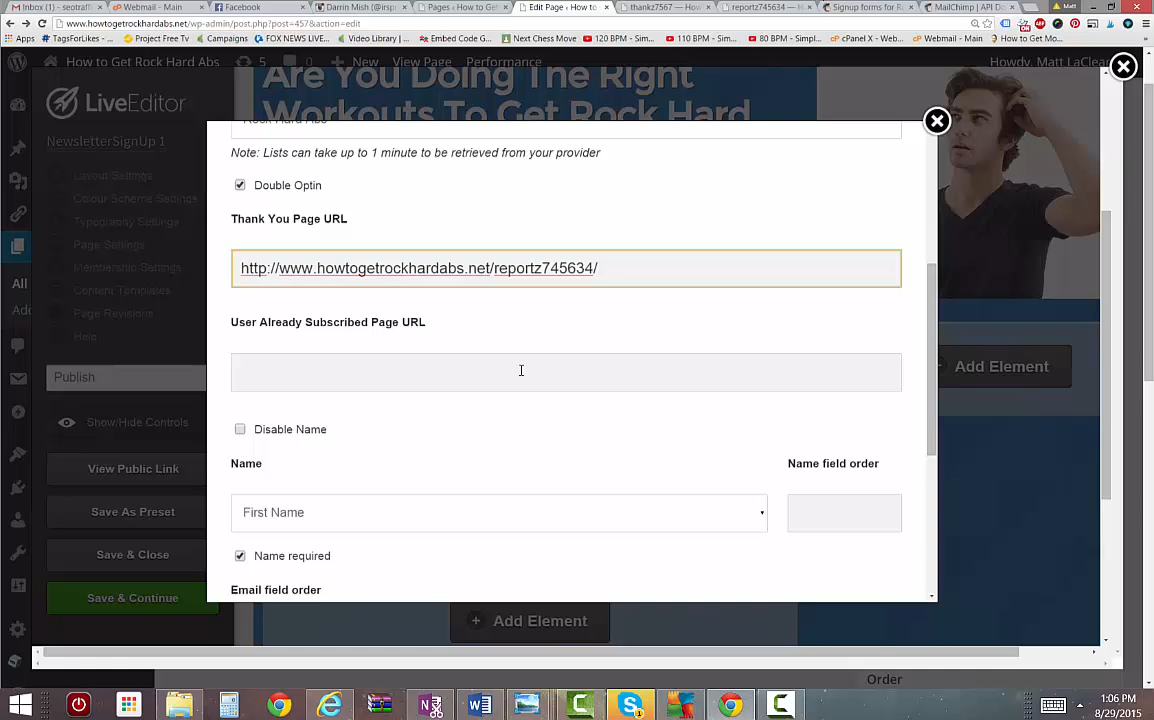 Inbox (1) - seotraffi
Webmail - Main
Facebook
Darrin Mish (@irspr
Pages ‹ How to Get
Edit Page ‹ How to
thankz7567 — How
reportz745634 — H
Signup forms for R
MailChimp | API Do
Matt
www.howtogetrockhardabs.net/wp-admin/post.php?post=457&action=edit
Apps
TagsForLikes -
Project Free Tv
Campaigns
FOX NEWS LIVE...
Video Library |...
Embed Code G...
Next Chess Move
120 BPM - Sim...
110 BPM - Sim...
80 BPM - Simpl...
cPanel X - Web...
Webmail - Main
How to Get Mo...
How to Get Rock Hard Abs
5
0
New
View Page
Performance
Howdy, Matt LaClear
Are You Doing The Right
Workouts To Get Rock Hard
LiveEditor
NewsletterSignUp 1
Layout Settings
Colour Scheme Settings
Typography Settings
Page Settings
Membership Settings
Content Templates
Page Revisions
Help
All
Add
Publish
Show/Hide Controls
View Public Link
Save As Preset
Save & Close
Save & Continue
Rock Hard Abs
Note: Lists can take up to 1 minute to be retrieved from your provider
Double Optin
Thank You Page URL
http://www.howtogetrockhardabs.net/reportz745634/
User Already Subscribed Page URL
Disable Name
Name
Name field order
First Name
Name required
Email field order
Add Element
+ Add Element
Order
1:06 PM
8/29/2015